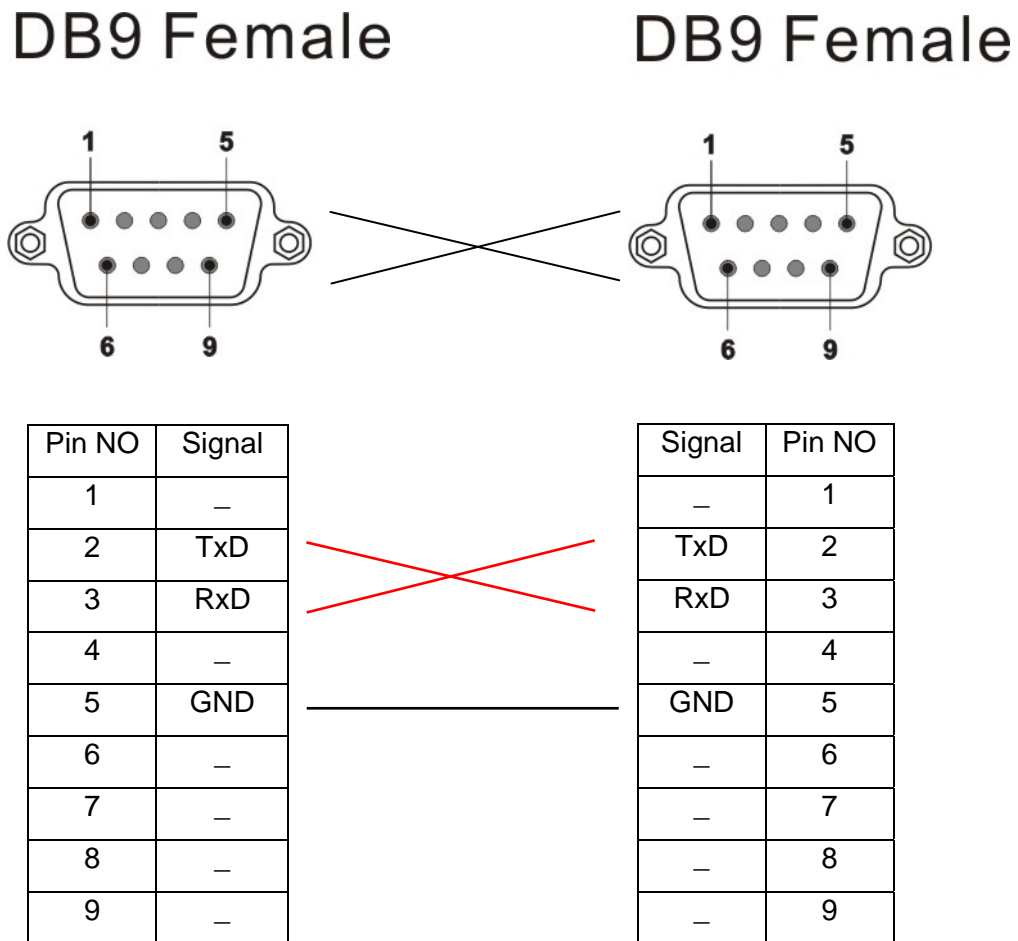 DB9 Female DB9 Female
1 5 1 5
6 9 6 9
Pin NO Signal Signal Pin NO
1 _ _ 1
2 TxD TxD 2
3 RxD RxD 3
4 _ _ 4
5 GND GND 5
6 _ _ 6
7 _ _ 7
8 _ _ 8
9 _ _ 9